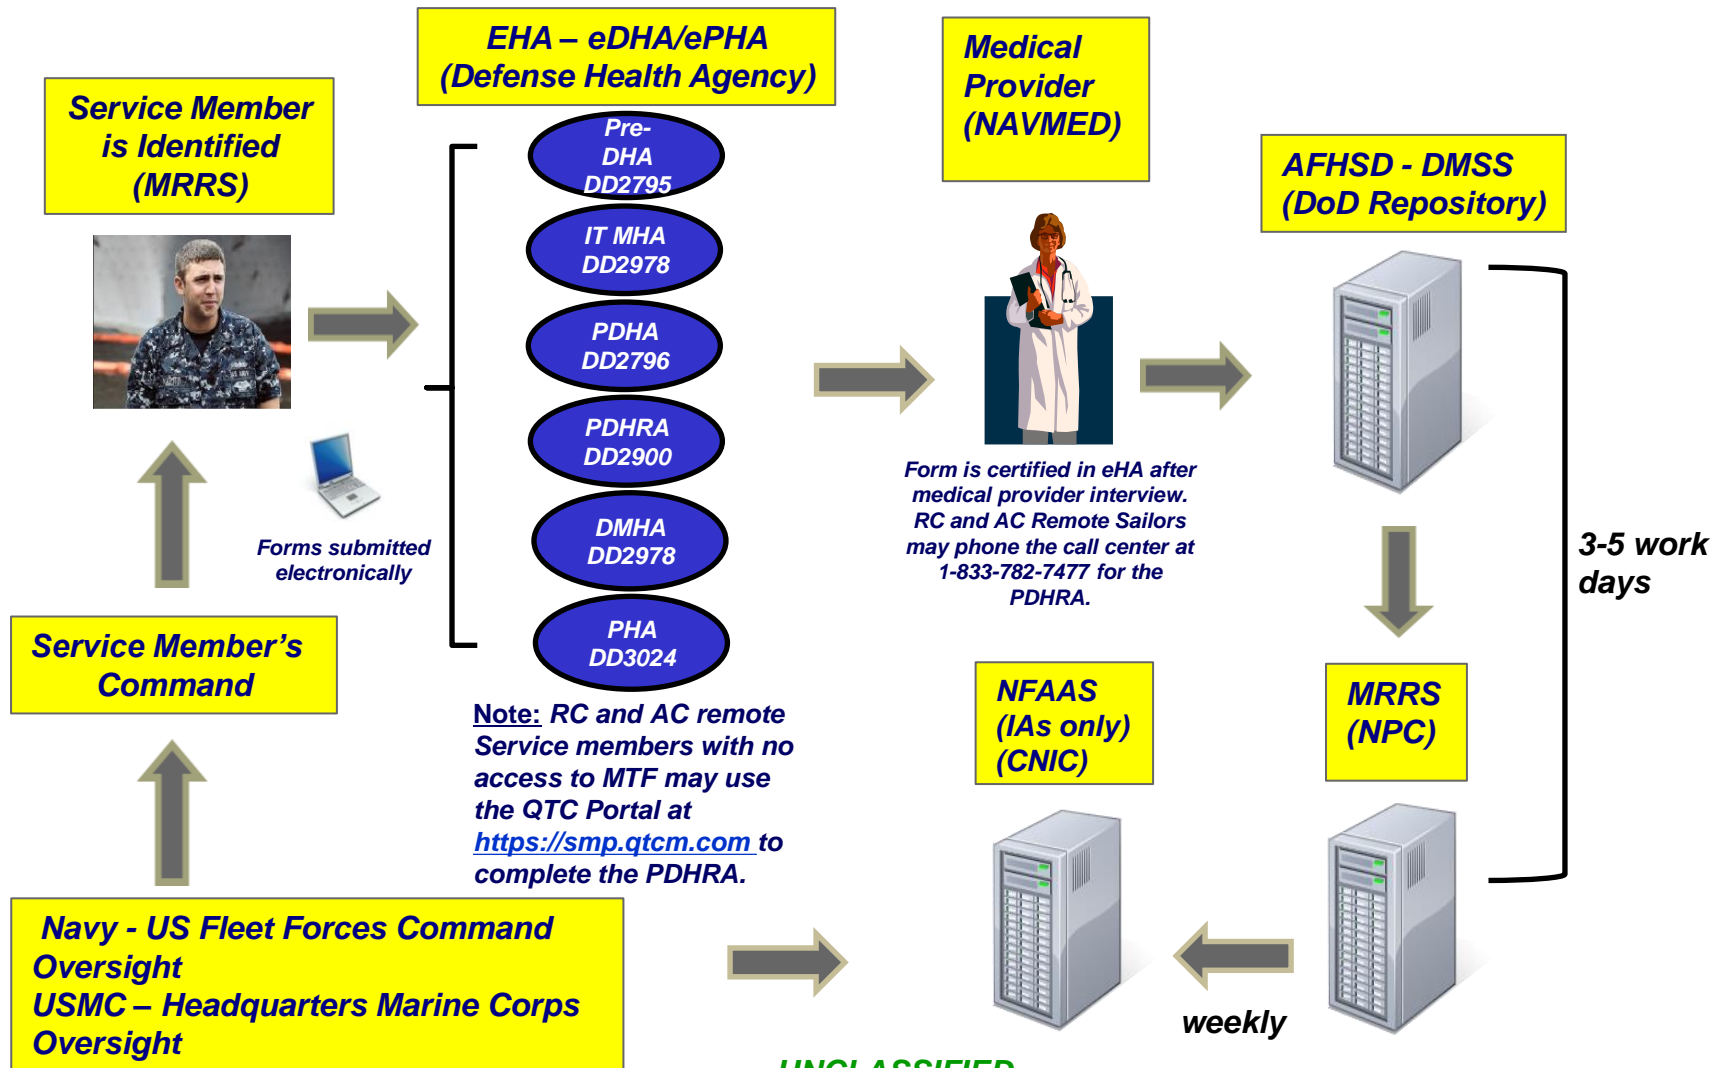 EHA – eDHA/ePHA
(Defense Health Agency)
Medical
Provider
(NAVMED)
Service Member
is Identified
(MRRS)
AFHSD - DMSS
(DoD Repository)
Pre-
DHA
DD2795
IT MHA
DD2978
PDHA
DD2796
PDHRA
DD2900
DMHA
DD2978
PHA
DD3024
Forms submitted
electronically
Form is certified in eHA after
medical provider interview.
RC and AC Remote Sailors
may phone the call center at
1-833-782-7477 for the
PDHRA.
3-5 work
days
Service Member’s
Command
NFAAS
(IAs only)
(CNIC)
MRRS
(NPC)
Note: RC and AC remote
Service members with no
access to MTF may use
the QTC Portal at
https://smp.qtcm.com to
complete the PDHRA.
Navy - US Fleet Forces Command
Oversight
USMC – Headquarters Marine Corps
Oversight
weekly
UNCLASSIFIED